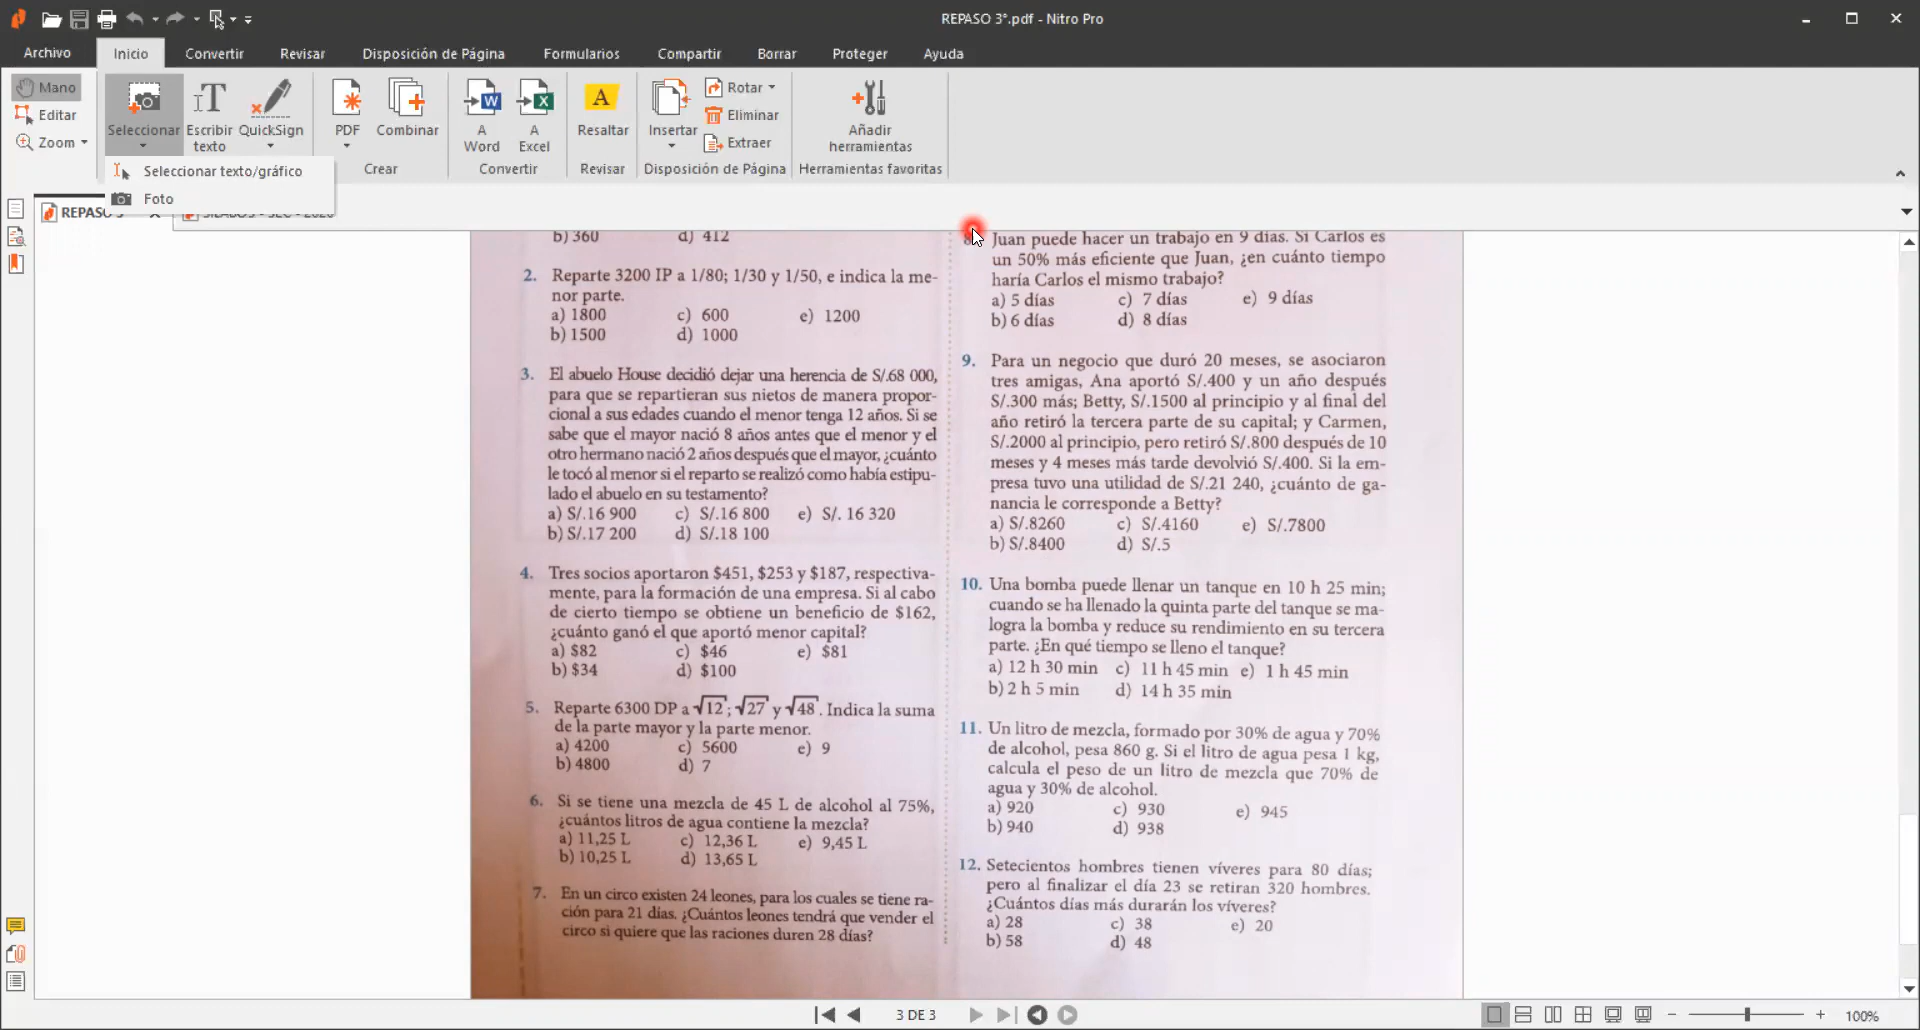 REPASO 3°.pdf - Nitro Pro
Archivo
Inicio
Convertir
Revisar
Disposición de Página
Formularios
Compartir
Borrar
Proteger
Ayuda
Mano
Editar
Zoom
Seleccionar
Escribir
texto
QuickSign
PDF
Combinar
Crear
A
Word
A
Excel
Convertir
Resaltar
Revisar
Insertar
Rotar
Eliminar
Extraer
Disposición de Página
Añadir
herramientas
Herramientas favoritas
Seleccionar texto/gráfico
Foto
REPASO 3°
b) 360 d) 412
2. Reparte 3200 IP a 1/80; 1/30 y 1/50, e indica la me-
nor parte.
a) 1800 c) 600 e) 1200
b) 1500 d) 1000
3. El abuelo House decidió dejar una herencia de S/.68 000,
para que se repartieran sus nietos de manera propor-
cional a sus edades cuando el menor tenga 12 años. Si se
sabe que el mayor nació 8 años antes que el menor y el
otro hermano nació 2 años después que el mayor, ¿cuánto
le tocó al menor si el reparto se realizó como había estipu-
lado el abuelo en su testamento?
a) S/.16 900 c) S/.16 800 e) S/. 16 320
b) S/.17 200 d) S/.18 100
4. Tres socios aportaron $451, $253 y $187, respectiva-
mente, para la formación de una empresa. Si al cabo
de cierto tiempo se obtiene un beneficio de $162,
¿cuánto ganó el que aportó menor capital?
a) $82 c) $46 e) $81
b) $34 d) $100
5. Reparte 6300 DP a √12; √27 y √48. Indica la suma
de la parte mayor y la parte menor.
a) 4200 c) 5600 e) 9
b) 4800 d) 7
6. Si se tiene una mezcla de 45 L de alcohol al 75%,
¿cuántos litros de agua contiene la mezcla?
a) 11,25 L c) 12,36 L e) 9,45 L
b) 10,25 L d) 13,65 L
7. En un circo existen 24 leones, para los cuales se tiene ra-
ción para 21 días. ¿Cuántos leones tendrá que vender el
circo si quiere que las raciones duren 28 días?
8. Juan puede hacer un trabajo en 9 días. Si Carlos es
un 50% más eficiente que Juan, ¿en cuánto tiempo
haría Carlos el mismo trabajo?
a) 5 días c) 7 días e) 9 días
b) 6 días d) 8 días
9. Para un negocio que duró 20 meses, se asociaron
tres amigas, Ana aportó S/.400 y un año después
S/.300 más; Betty, S/.1500 al principio y al final del
año retiró la tercera parte de su capital; y Carmen,
S/.2000 al principio, pero retiró S/.800 después de 10
meses y 4 meses más tarde devolvió S/.400. Si la em-
presa tuvo una utilidad de S/.21 240, ¿cuánto de ga-
nancia le corresponde a Betty?
a) S/.8260 c) S/.4160 e) S/.7800
b) S/.8400 d) S/.5
10. Una bomba puede llenar un tanque en 10 h 25 min;
cuando se ha llenado la quinta parte del tanque se ma-
logra la bomba y reduce su rendimiento en su tercera
parte. ¿En qué tiempo se lleno el tanque?
a) 12 h 30 min c) 11 h 45 min e) 1 h 45 min
b) 2 h 5 min d) 14 h 35 min
11. Un litro de mezcla, formado por 30% de agua y 70%
de alcohol, pesa 860 g. Si el litro de agua pesa 1 kg,
calcula el peso de un litro de mezcla que 70% de
agua y 30% de alcohol.
a) 920 c) 930 e) 945
b) 940 d) 938
12. Setecientos hombres tienen víveres para 80 días;
pero al finalizar el día 23 se retiran 320 hombres.
¿Cuántos días más durarán los víveres?
a) 28 c) 38 e) 20
b) 58 d) 48
3 DE 3
100%